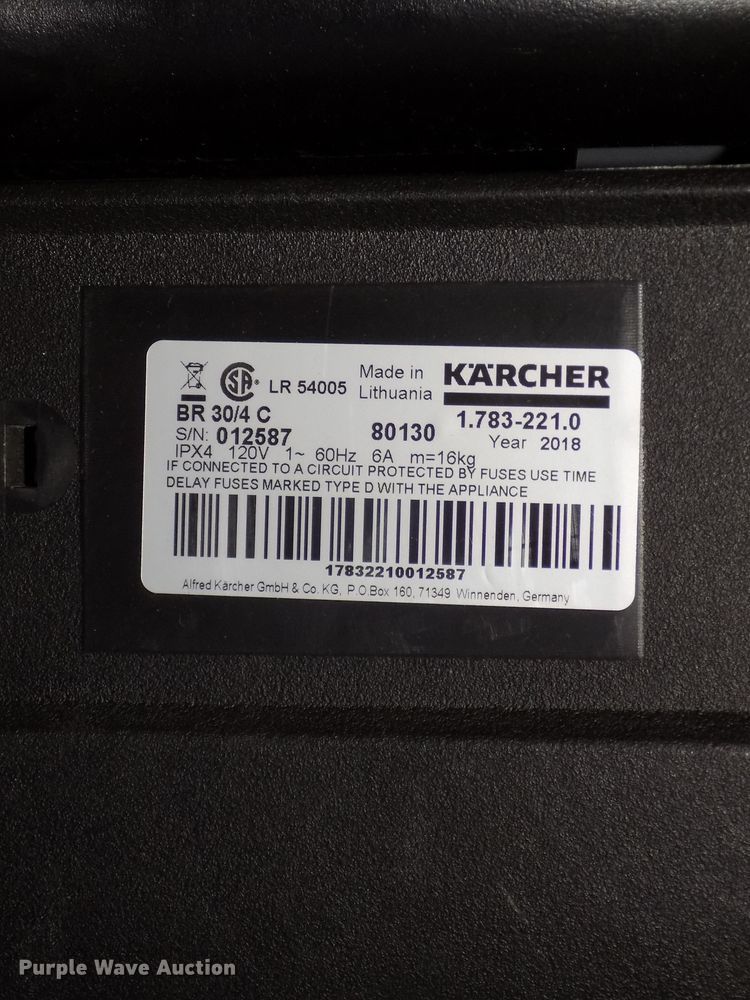 SA LR 54005 Made in Lithuania KÄRCHER
BR 30/4 C 1.783-221.0
S/N: 012587 80130 Year 2018
IPX4 120V 1~ 60Hz 6A m=16kg
IF CONNECTED TO A CIRCUIT PROTECTED BY FUSES USE TIME
DELAY FUSES MARKED TYPE D WITH THE APPLIANCE
17832210012587
Alfred Kärcher GmbH & Co. KG, P.O.Box 160, 71349 Winnenden, Germany
Purple Wave Auction